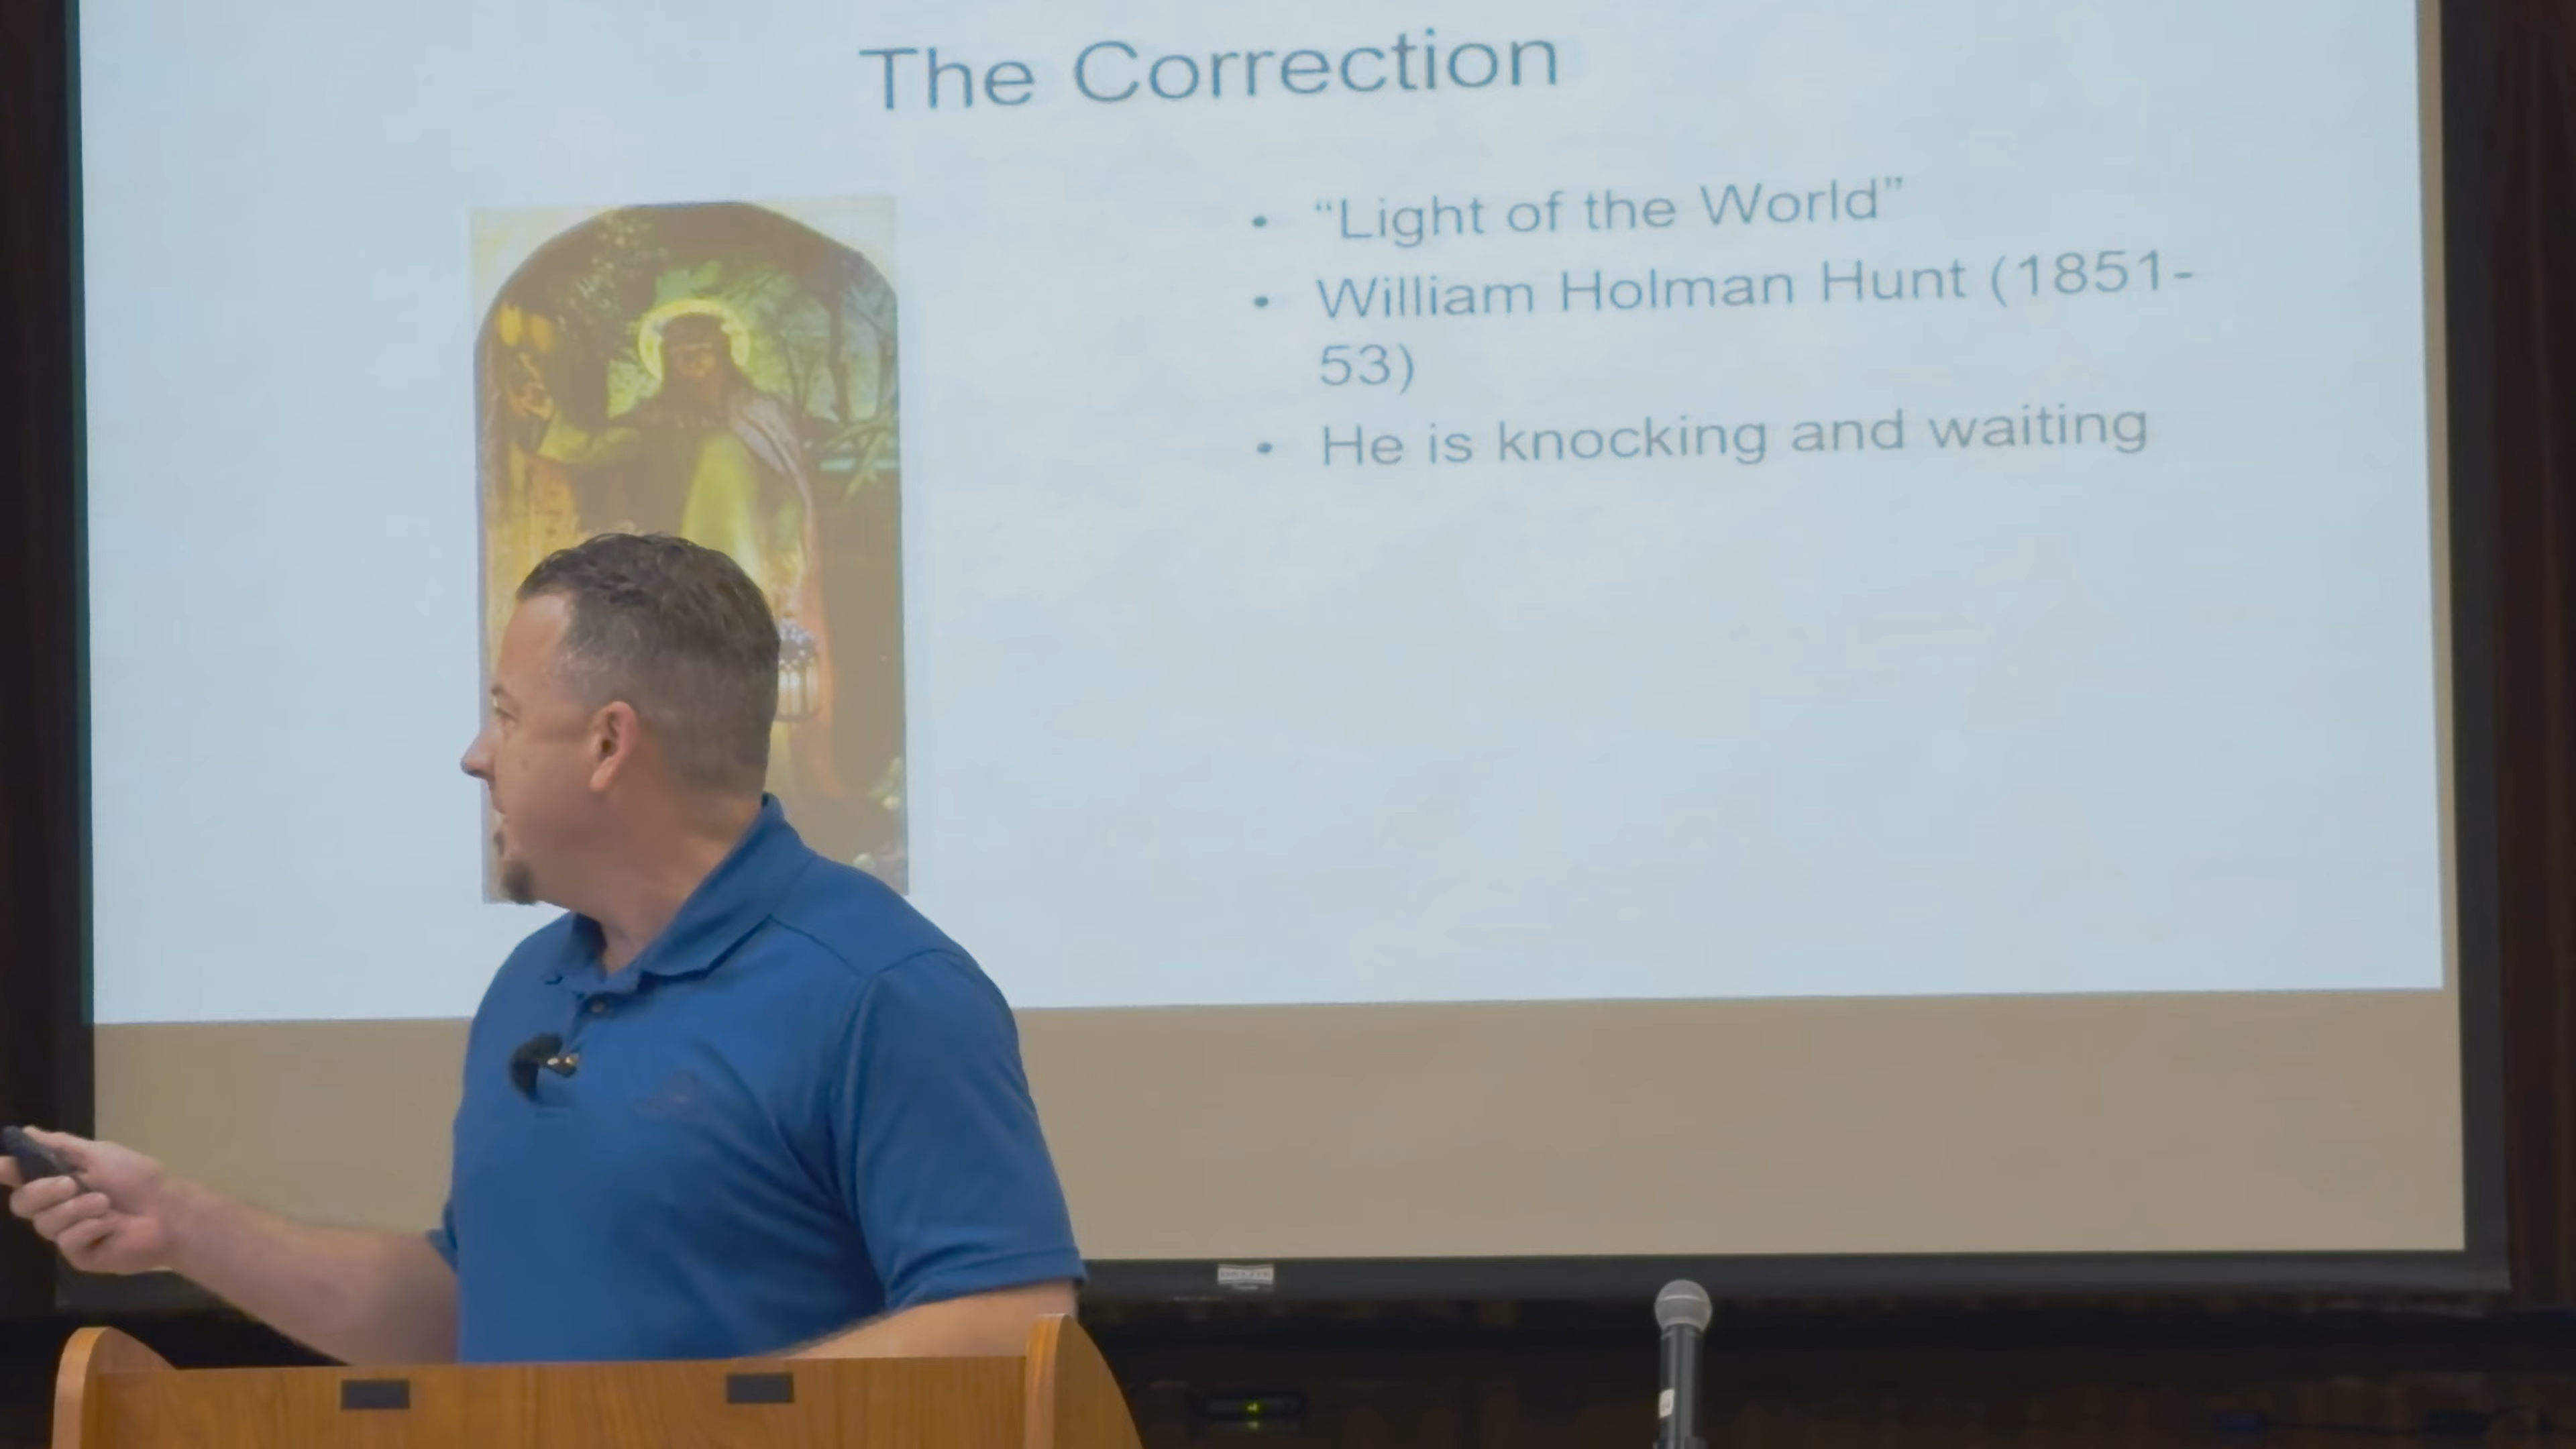 The Correction
• “Light of the World”
• William Holman Hunt (1851-
53)
• He is knocking and waiting